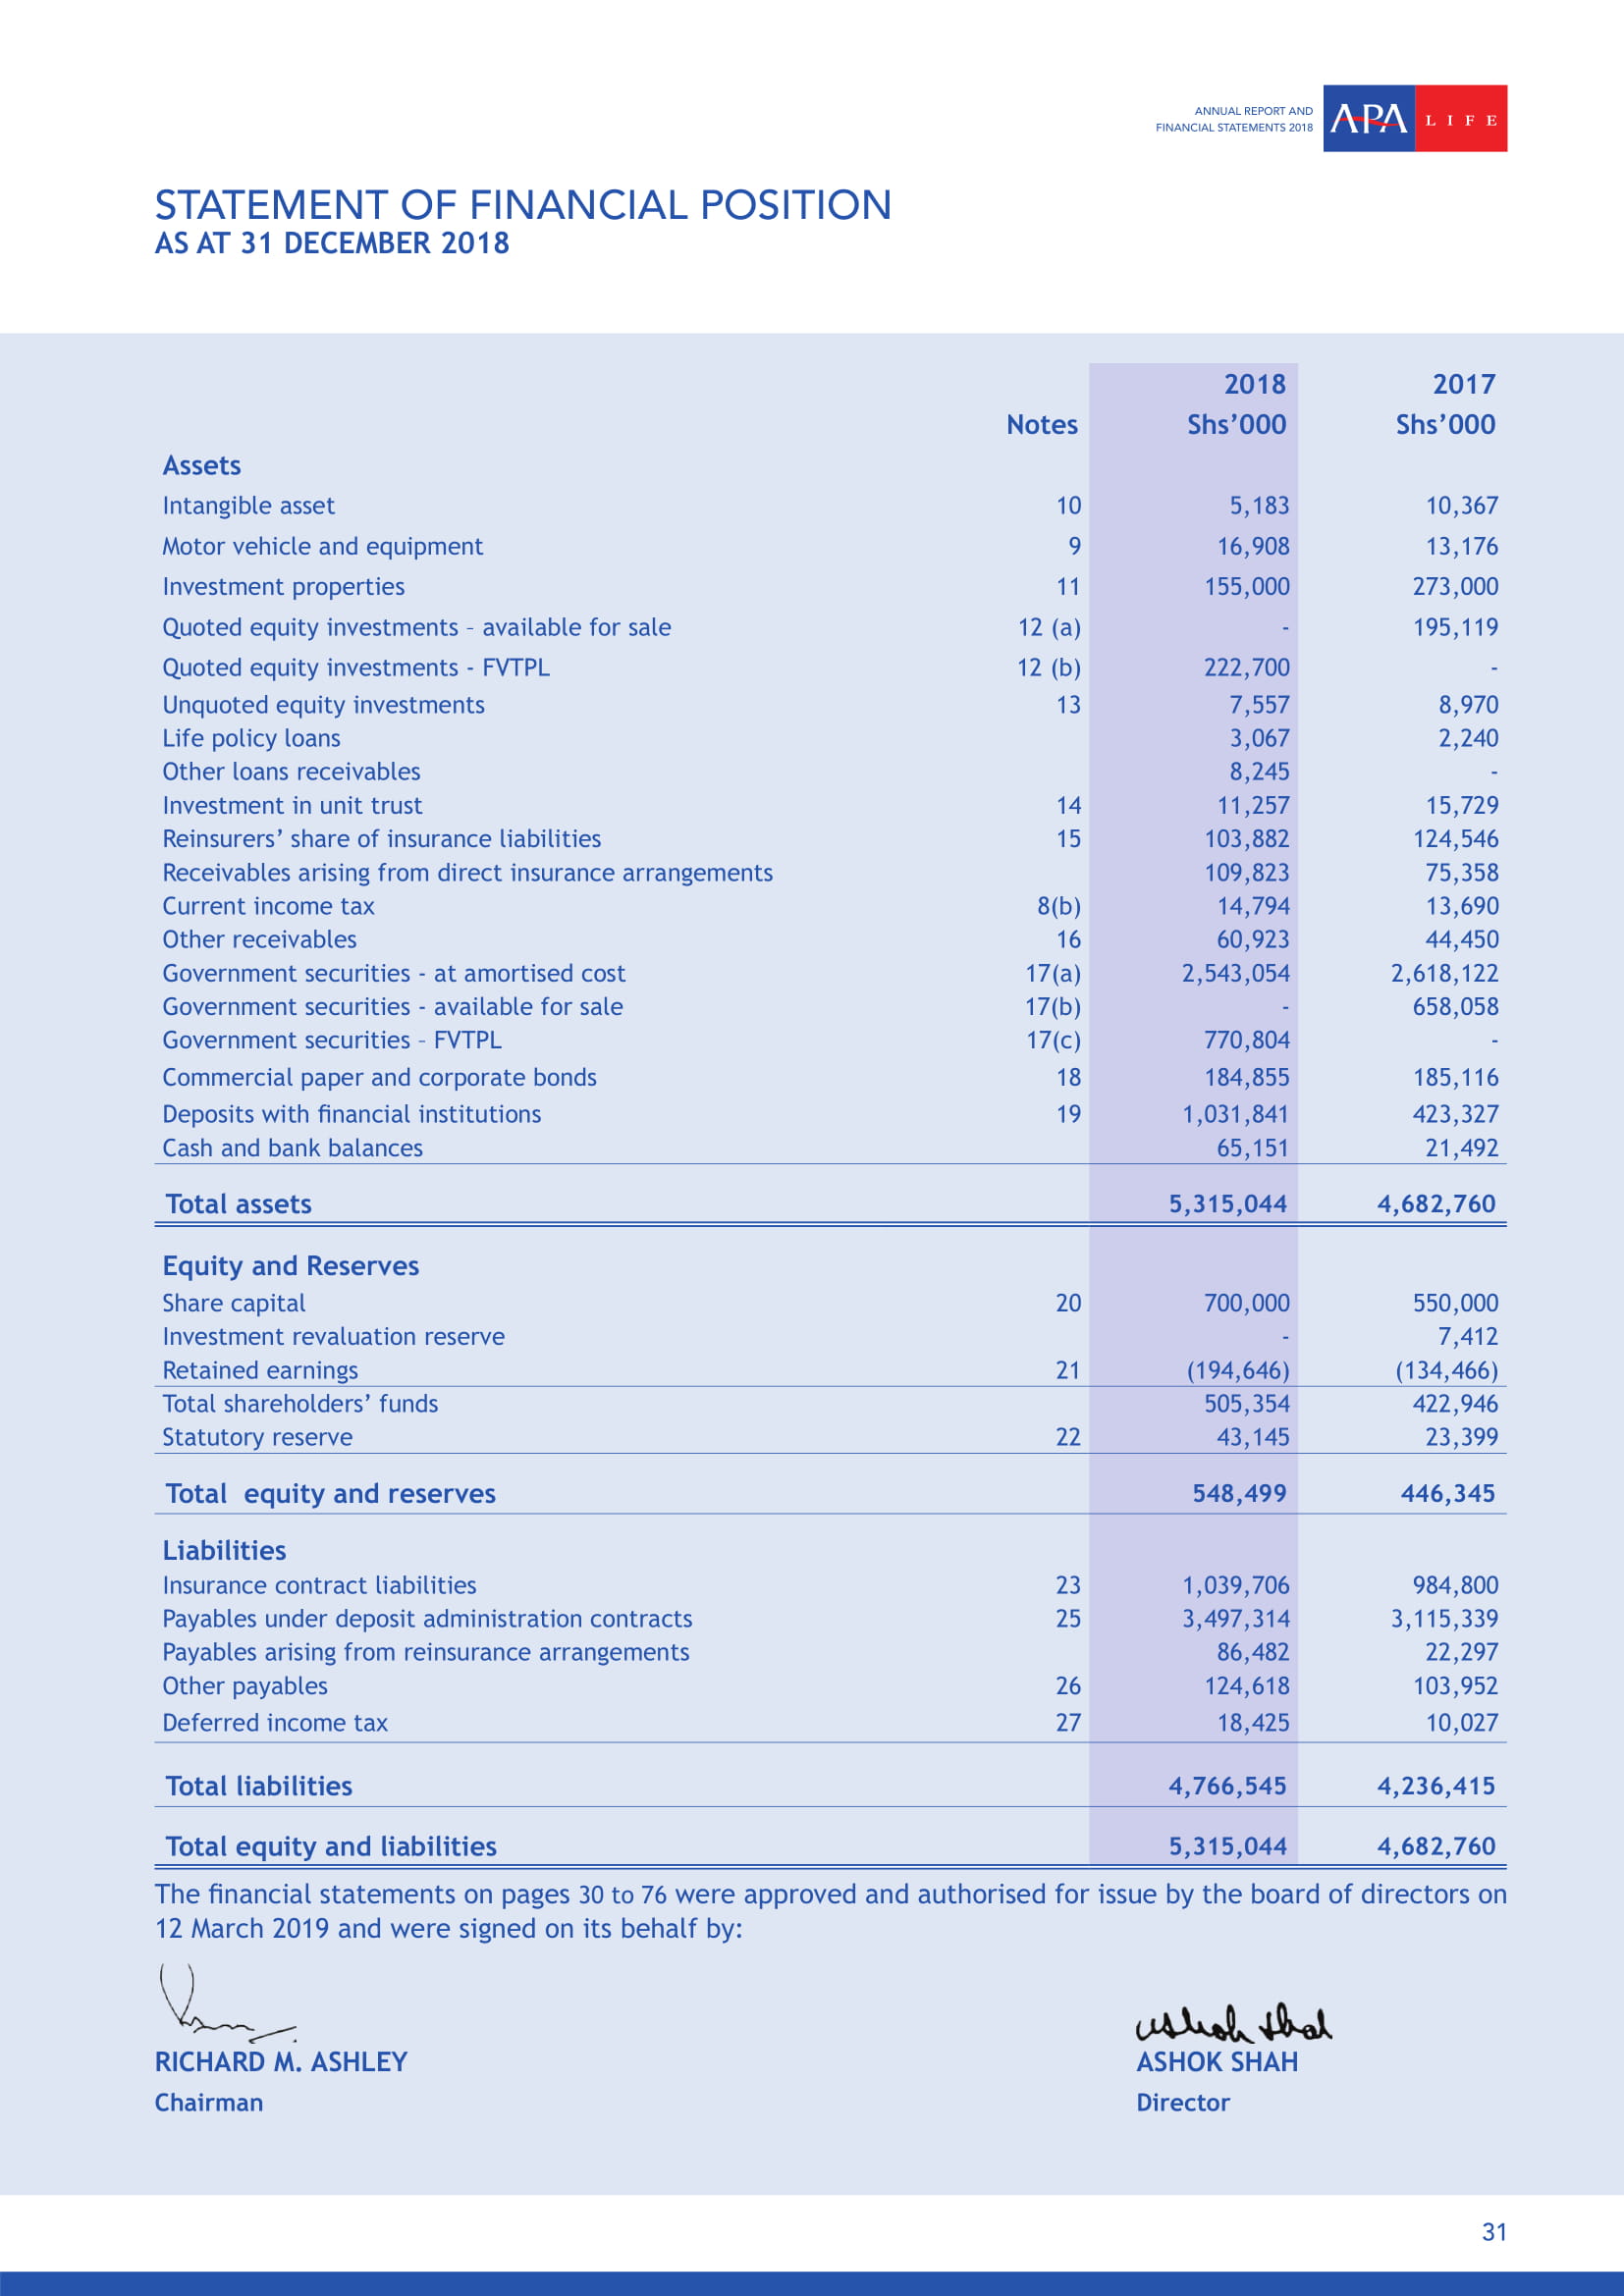 ANNUAL REPORT AND
FINANCIAL STATEMENTS 2018
APA LIFE
STATEMENT OF FINANCIAL POSITION
AS AT 31 DECEMBER 2018
2018 2017
Notes Shs’000 Shs’000
Assets
Intangible asset 10 5,183 10,367
Motor vehicle and equipment 9 16,908 13,176
Investment properties 11 155,000 273,000
Quoted equity investments – available for sale 12 (a) - 195,119
Quoted equity investments - FVTPL 12 (b) 222,700 -
Unquoted equity investments 13 7,557 8,970
Life policy loans 3,067 2,240
Other loans receivables 8,245 -
Investment in unit trust 14 11,257 15,729
Reinsurers’ share of insurance liabilities 15 103,882 124,546
Receivables arising from direct insurance arrangements 109,823 75,358
Current income tax 8(b) 14,794 13,690
Other receivables 16 60,923 44,450
Government securities - at amortised cost 17(a) 2,543,054 2,618,122
Government securities - available for sale 17(b) - 658,058
Government securities – FVTPL 17(c) 770,804 -
Commercial paper and corporate bonds 18 184,855 185,116
Deposits with financial institutions 19 1,031,841 423,327
Cash and bank balances 65,151 21,492
Total assets 5,315,044 4,682,760
Equity and Reserves
Share capital 20 700,000 550,000
Investment revaluation reserve - 7,412
Retained earnings 21 (194,646) (134,466)
Total shareholders’ funds 505,354 422,946
Statutory reserve 22 43,145 23,399
Total equity and reserves 548,499 446,345
Liabilities
Insurance contract liabilities 23 1,039,706 984,800
Payables under deposit administration contracts 25 3,497,314 3,115,339
Payables arising from reinsurance arrangements 86,482 22,297
Other payables 26 124,618 103,952
Deferred income tax 27 18,425 10,027
Total liabilities 4,766,545 4,236,415
Total equity and liabilities 5,315,044 4,682,760
The financial statements on pages 30 to 76 were approved and authorised for issue by the board of directors on
12 March 2019 and were signed on its behalf by:
Ashok Shah
RICHARD M. ASHLEY ASHOK SHAH
Chairman Director
31